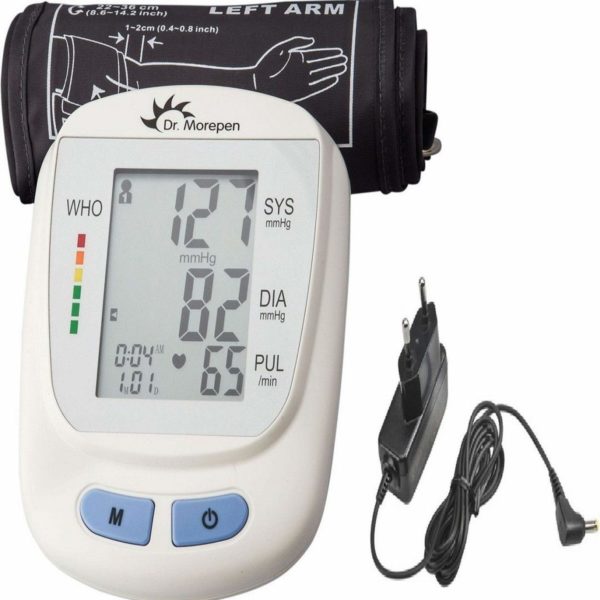 22~36 cm
(8.6~14.2 inch)
LEFT ARM
1~2cm (0.4~0.8 inch)
Dr. Morepen
WHO
1
127
SYS
mmHg
mmHg
82
DIA
mmHg
0:04 AM
1 M 01 D
65
PUL
/min
M